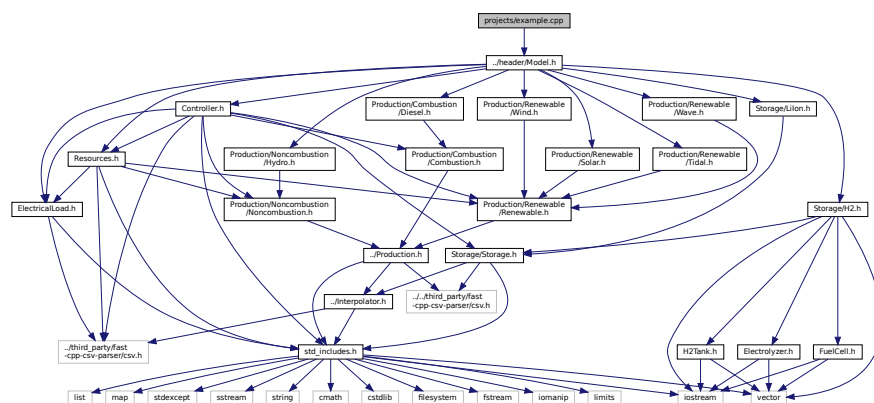 projects/example.cpp
../header/Model.h
Controller.h
Production/Combustion
/Diesel.h
Production/Renewable
/Wind.h
Production/Renewable
/Wave.h
Storage/LiIon.h
Resources.h
Production/Noncombustion
/Hydro.h
Production/Combustion
/Combustion.h
Production/Renewable
/Solar.h
Production/Renewable
/Tidal.h
ElectricalLoad.h
Production/Noncombustion
/Noncombustion.h
Production/Renewable
/Renewable.h
Storage/H2.h
../Production.h
Storage/Storage.h
../Interpolator.h
../../third_party/fast
-cpp-csv-parser/csv.h
../third_party/fast
-cpp-csv-parser/csv.h
std_includes.h
H2Tank.h
Electrolyzer.h
FuelCell.h
list
map
stdexcept
sstream
string
cmath
cstdlib
filesystem
fstream
iomanip
limits
iostream
vector